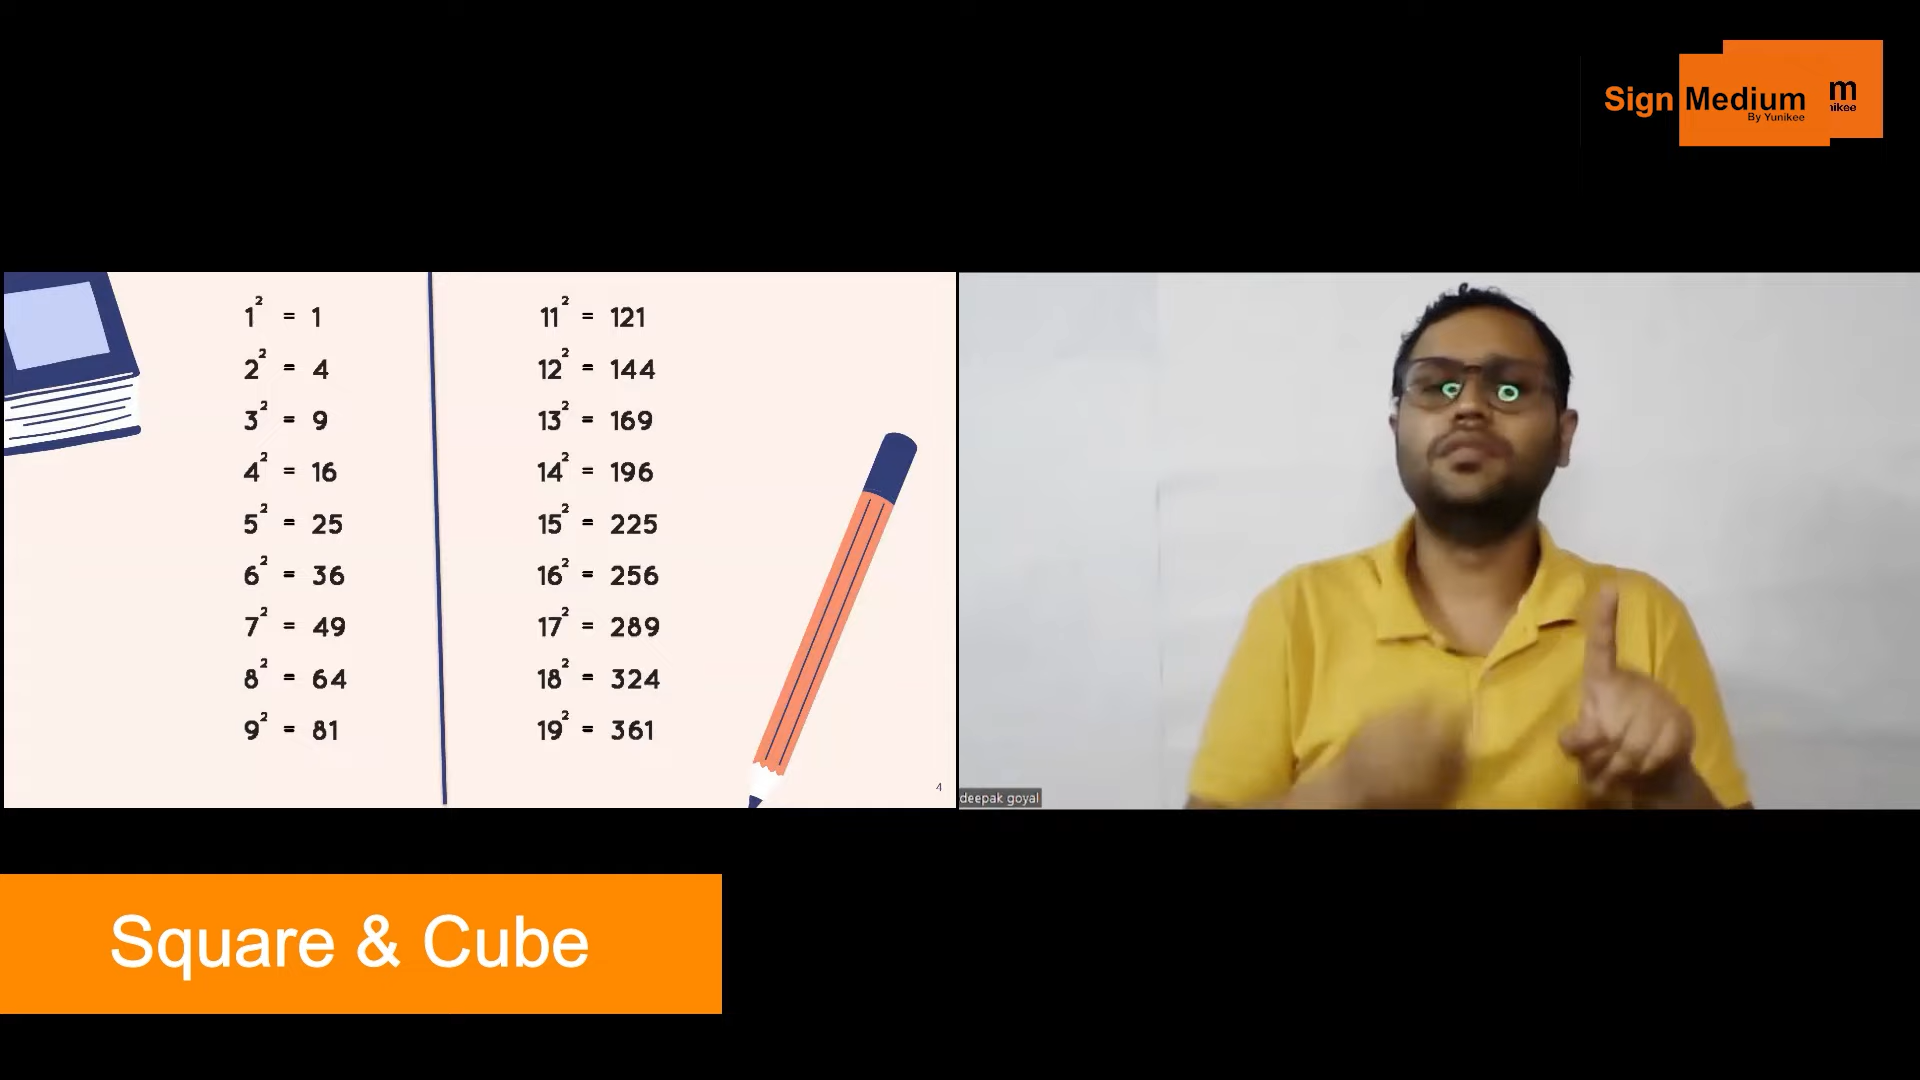 Sign Medium
By Yunikee
m
ikee
1² = 1
2² = 4
3² = 9
4² = 16
5² = 25
6² = 36
7² = 49
8² = 64
9² = 81
11² = 121
12² = 144
13² = 169
14² = 196
15² = 225
16² = 256
17² = 289
18² = 324
19² = 361
4
deepak goyal
Square & Cube